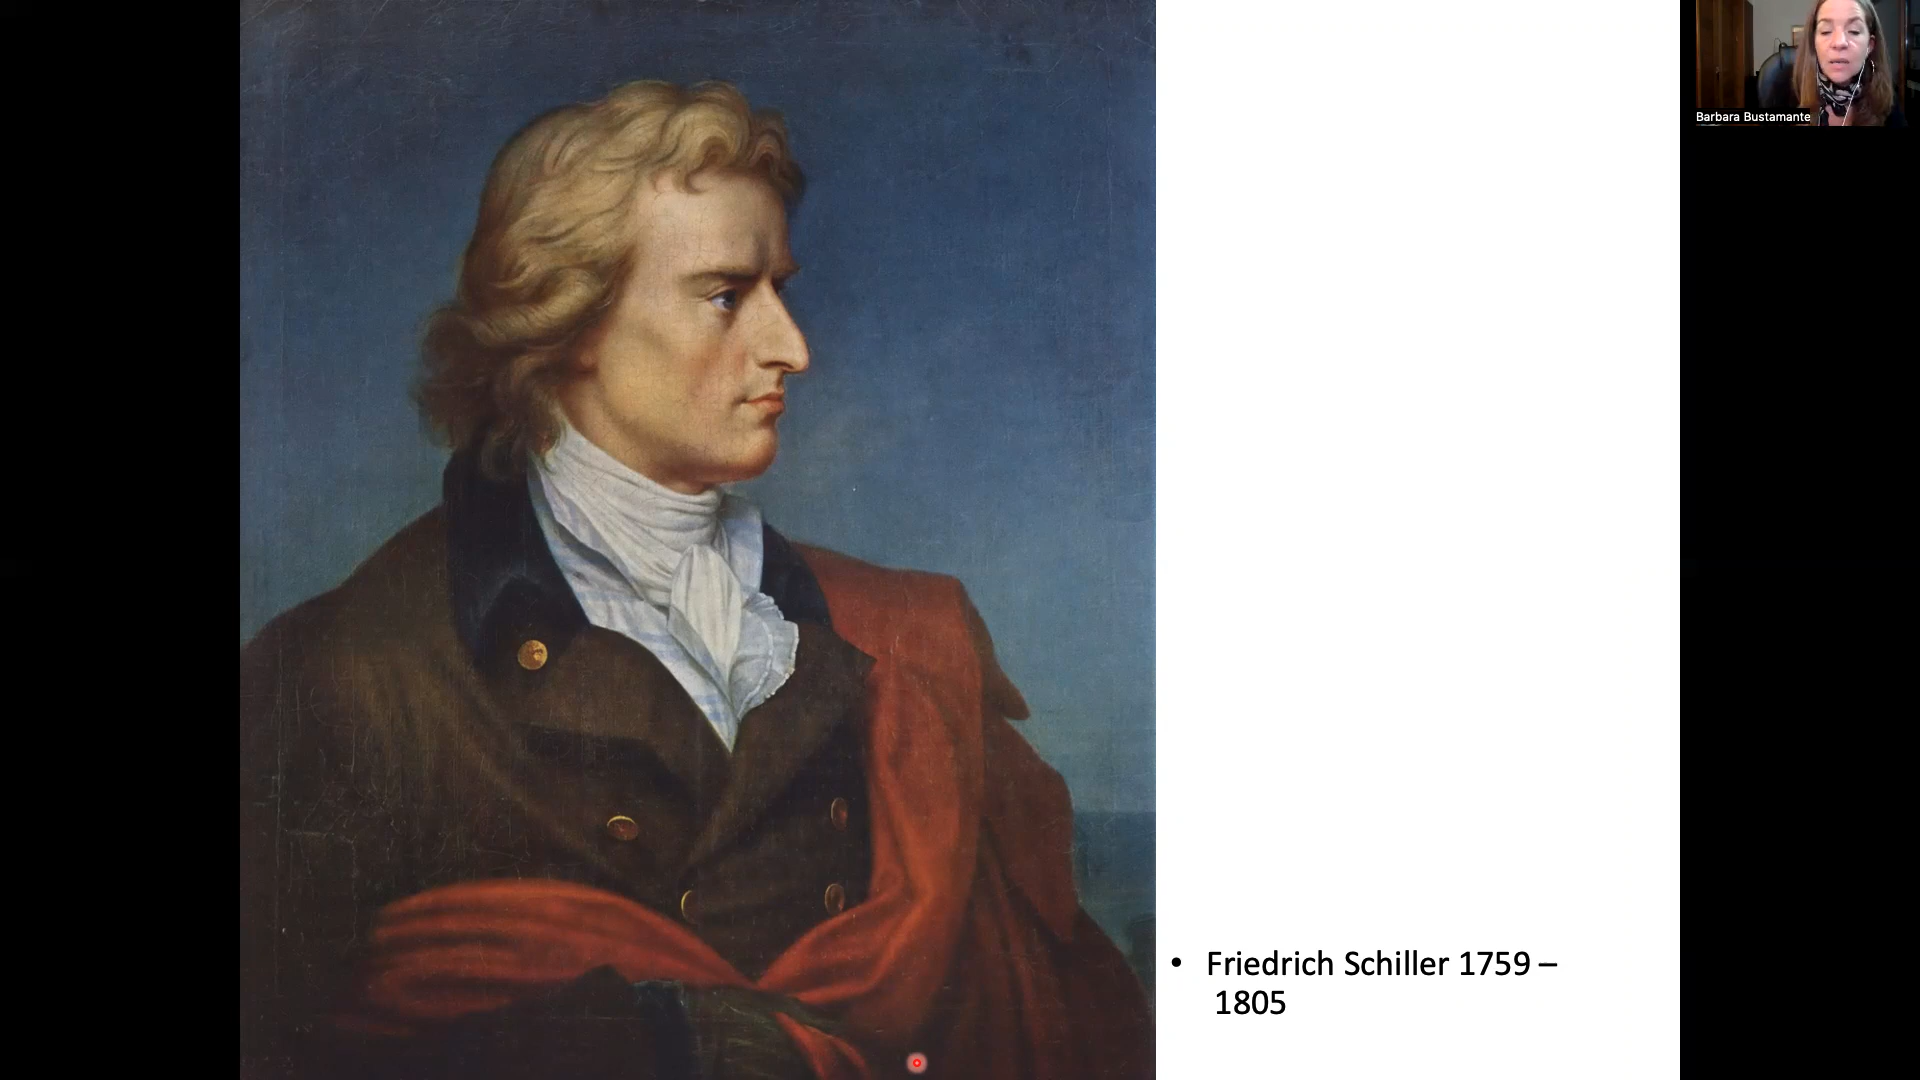 Barbara Bustamante
• Friedrich Schiller 1759 –
1805